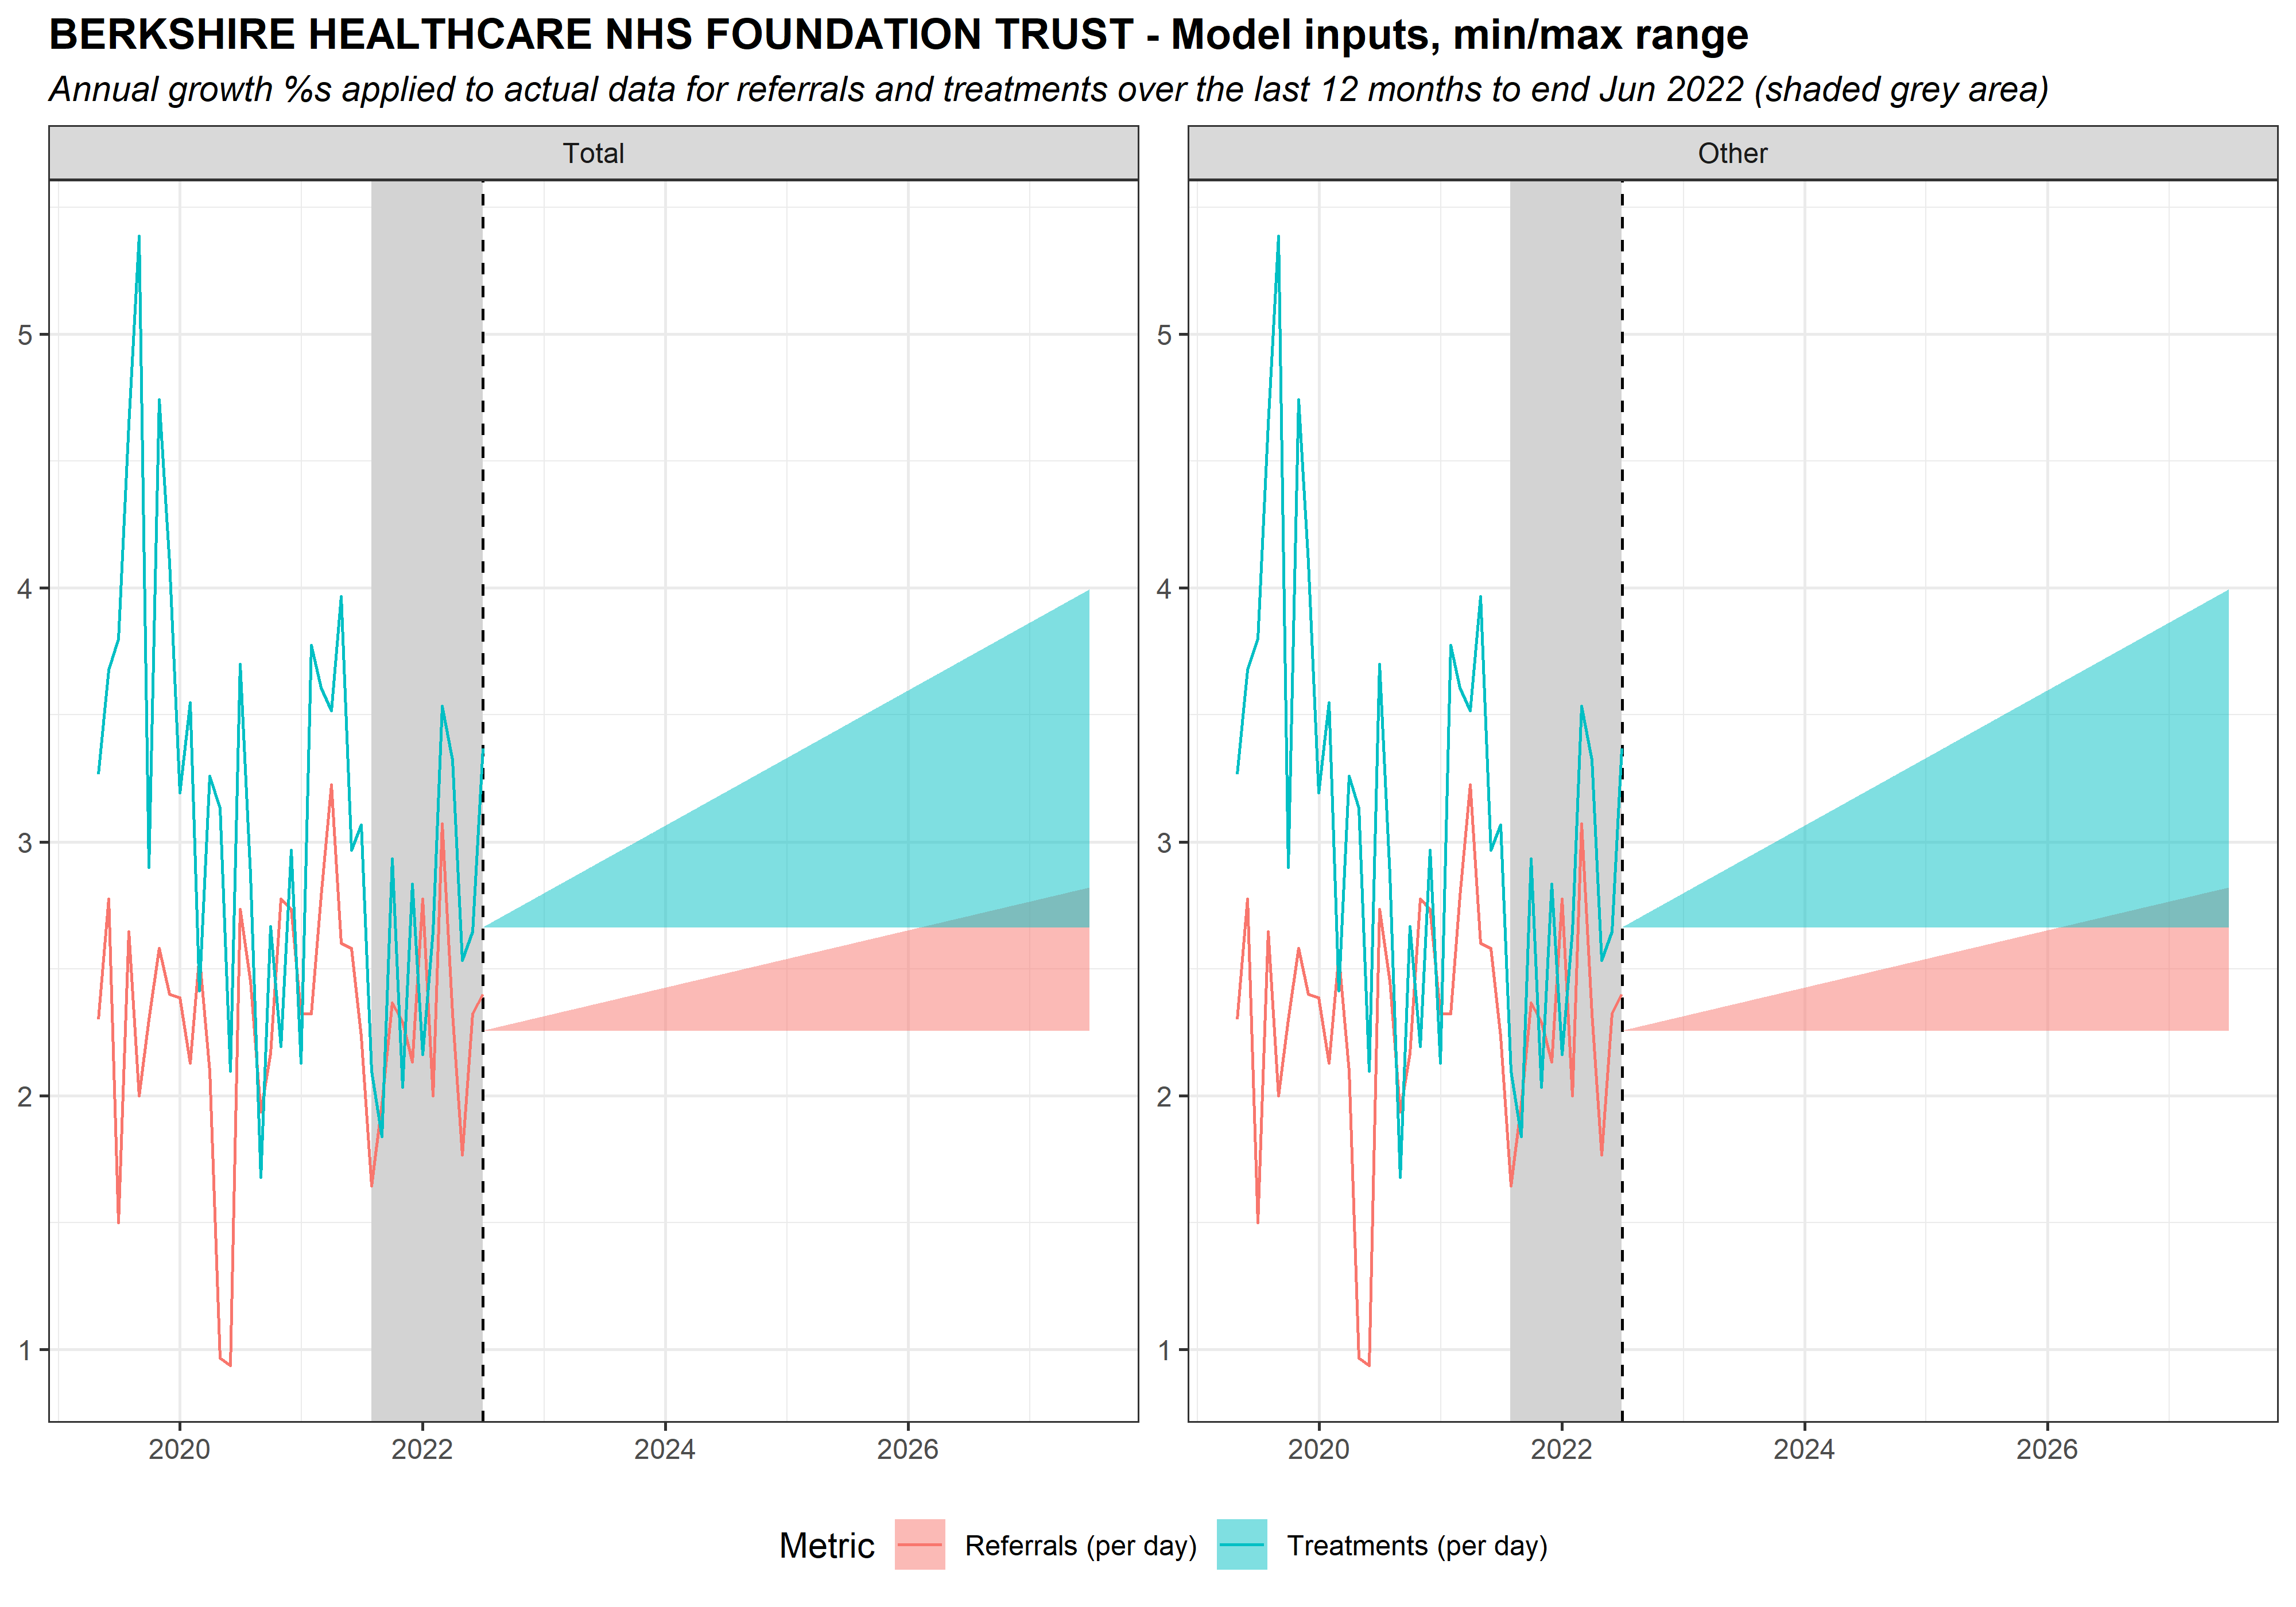 BERKSHIRE HEALTHCARE NHS FOUNDATION TRUST - Model inputs, min/max range
Annual growth %s applied to actual data for referrals and treatments over the last 12 months to end Jun 2022 (shaded grey area)
Total
Other
5
4
3
2
1
5
4
3
2
1
2020 2022 2024 2026
2020 2022 2024 2026
Metric Referrals (per day) Treatments (per day)